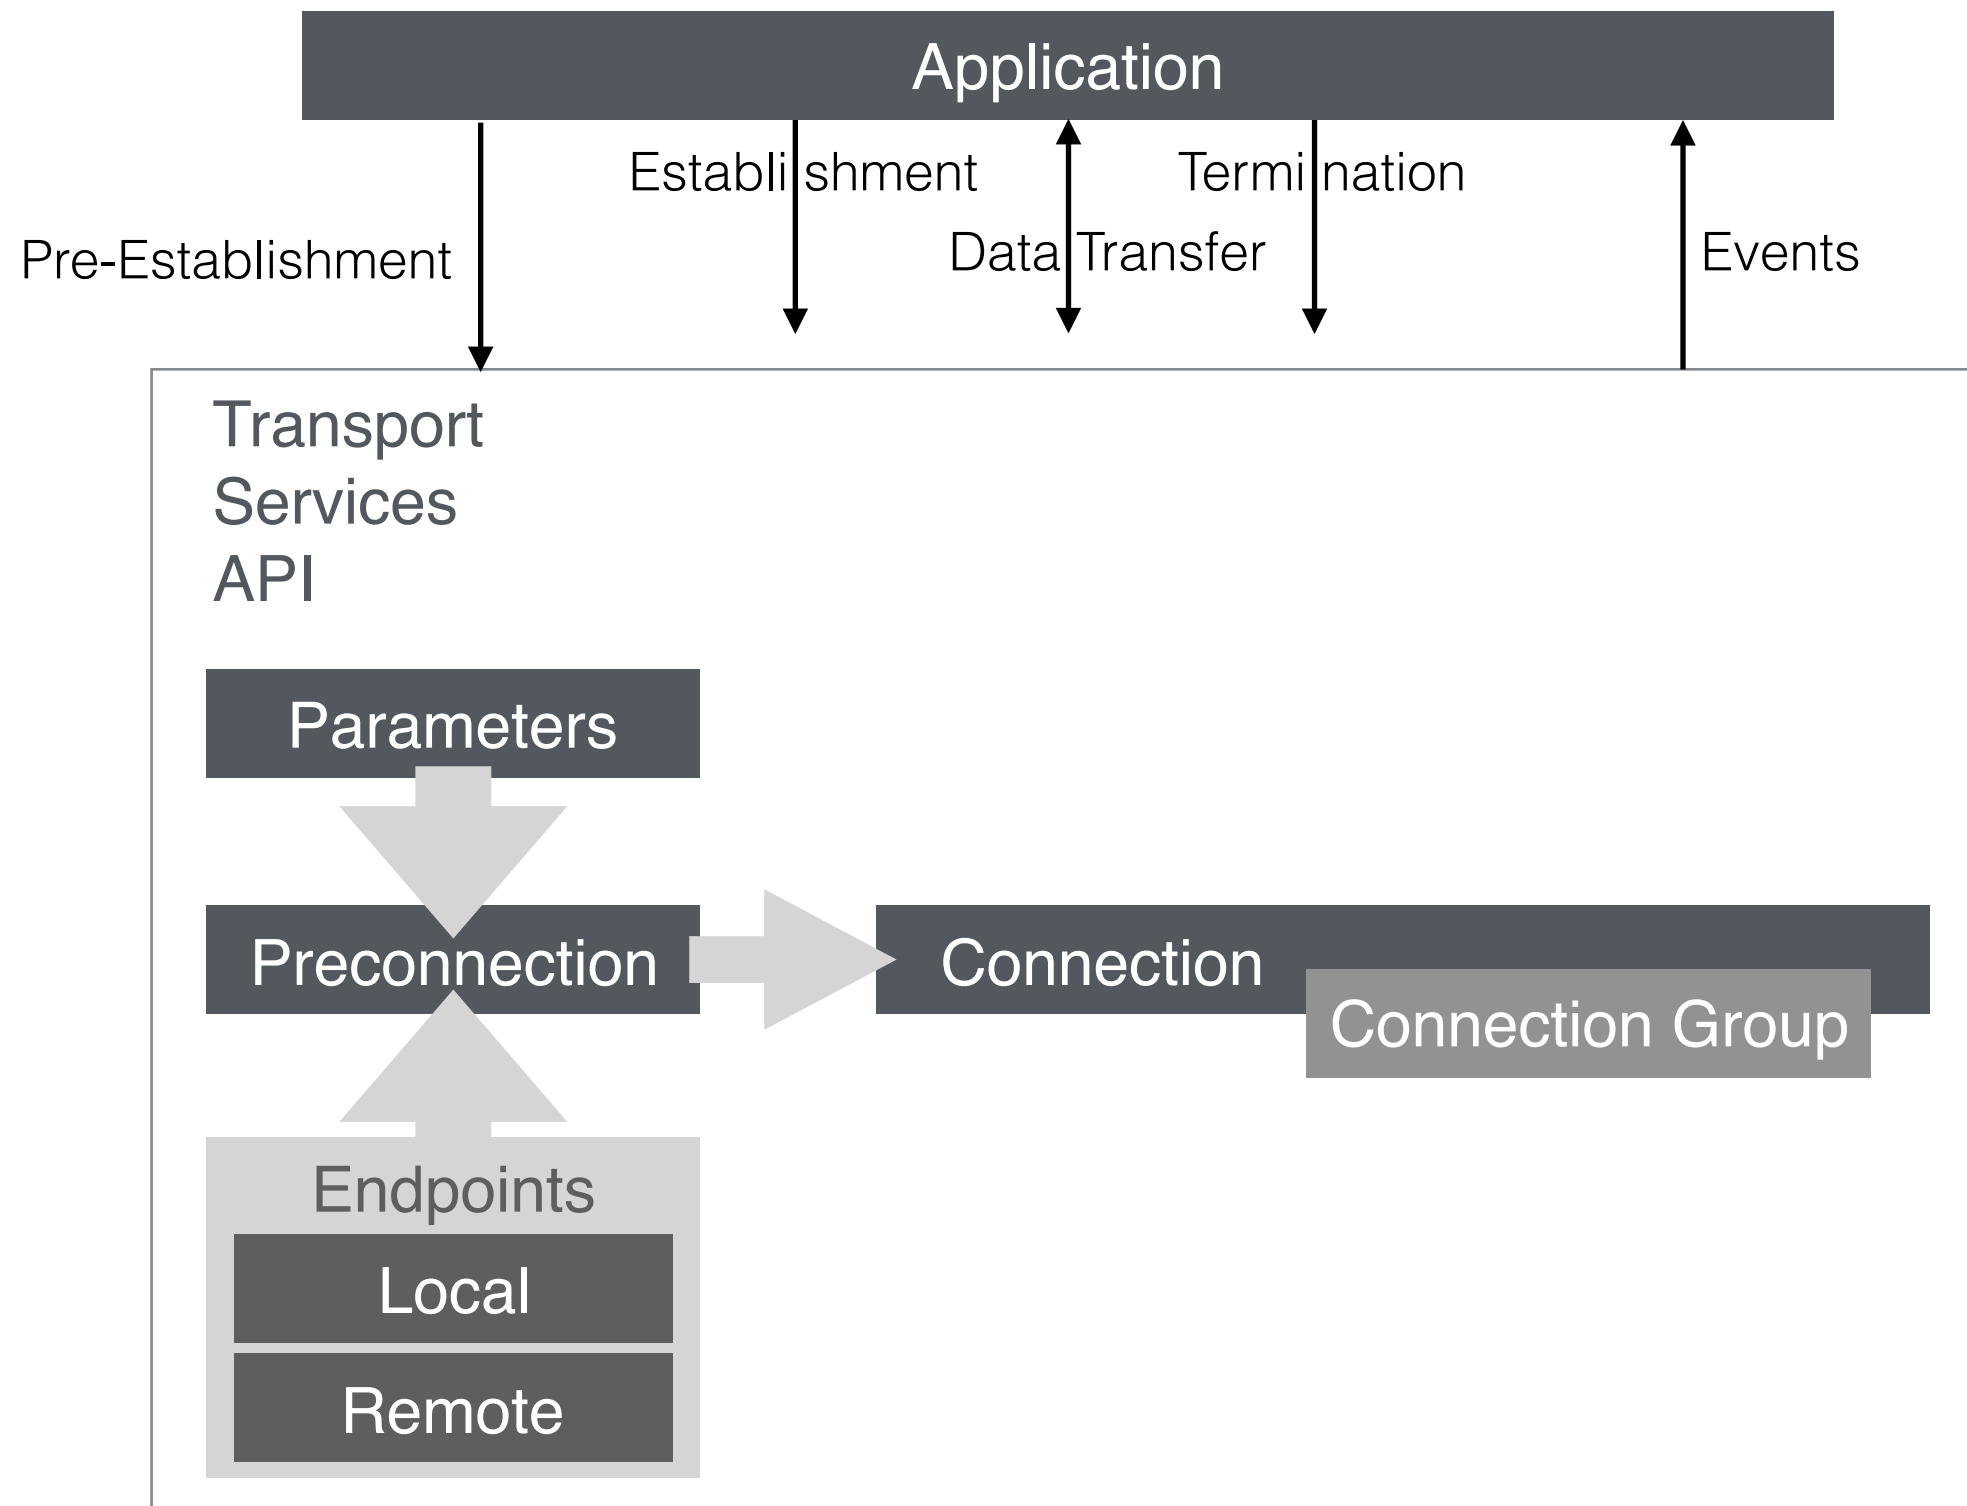 Application
Establishment
Termination
Pre-Establishment
Data Transfer
Events
Transport
Services
API
Parameters
Preconnection
Connection
Connection Group
Endpoints
Local
Remote